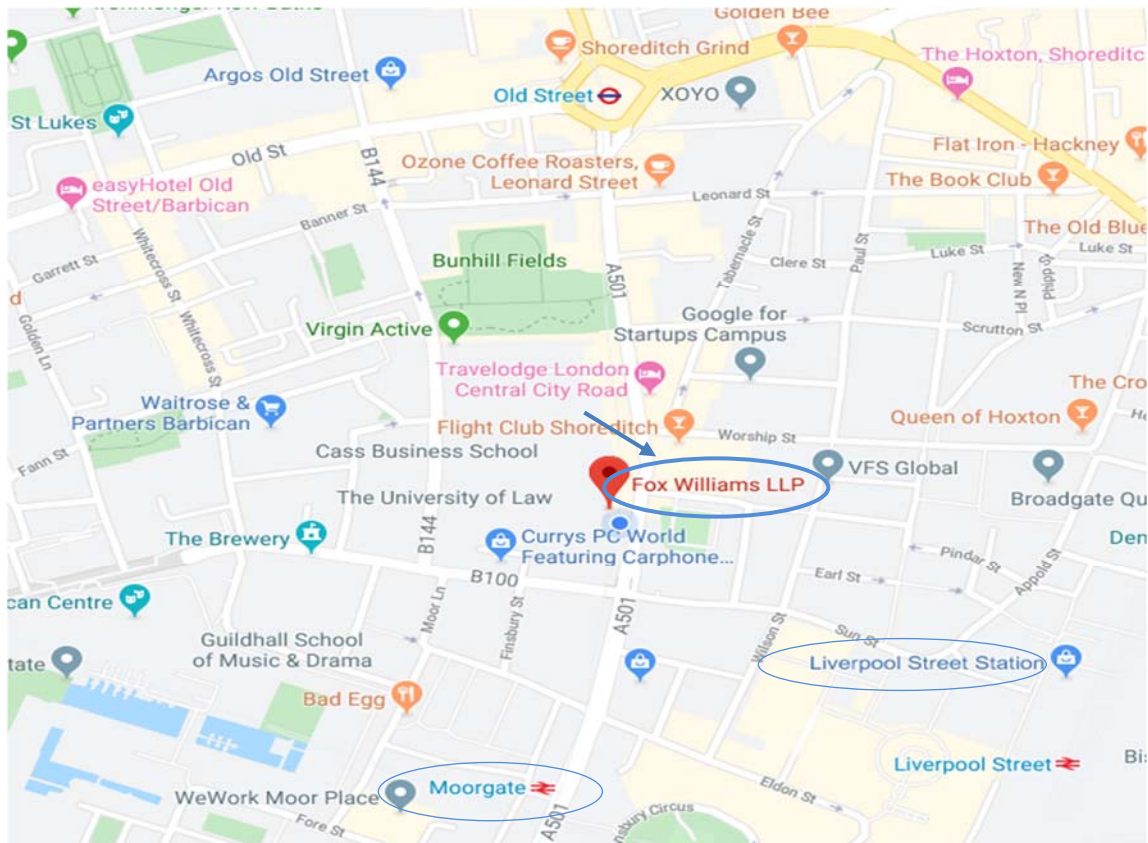 Golden Bee
Shoreditch Grind
The Hoxton, Shoreditc
Argos Old Street
Old Street
XOYO
St Lukes
Old St
B144
Flat Iron - Hackney
Ozone Coffee Roasters,
Leonard Street
The Book Club
easyHotel Old
Street/Barbican
Leonard St
Banner St
Whitecross St
Tabernacle St
Paul St
The Old Blue
Garrett St
Bunhill Fields
A501
Clere St
Luke St
Luke St
New N Pl
Phipp St
d
Golden Ln
Whitecross St
Virgin Active
Google for
Startups Campus
Scrutton St
Travelodge London
Central City Road
The Cro
Waitrose &
Partners Barbican
Flight Club Shoreditch
Queen of Hoxton
He
Fann St
Cass Business School
Worship St
VFS Global
Fox Williams LLP
The University of Law
Broadgate Qu
The Brewery
B144
Currys PC World
Featuring Carphone...
Den
Pindar St
B100
Earl St
Appold St
can Centre
Moor Ln
Finsbury St
A501
Wilson St
Sun St
Guildhall School
of Music & Drama
tate
Liverpool Street Station
Bad Egg
Liverpool Street
Bi
Moorgate
WeWork Moor Place
Eldon St
Fore St
A501
nsbury Circus